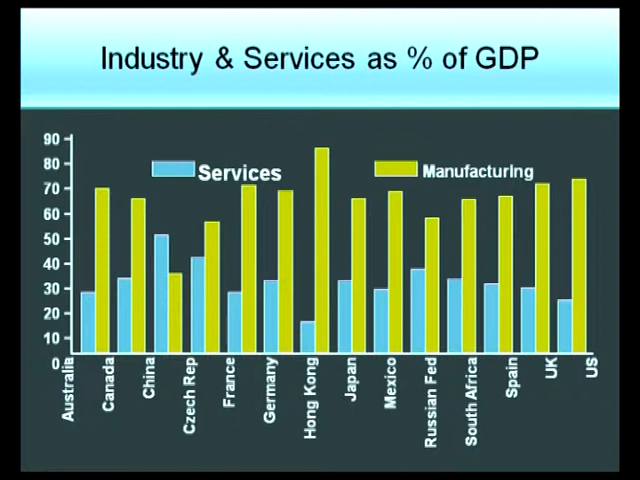 Industry & Services as % of GDP
Services
Manufacturing
90
80
70
60
50
40
30
20
10
0
Australia
Canada
China
Czech Rep
France
Germany
Hong Kong
Japan
Mexico
Russian Fed
South Africa
Spain
UK
US